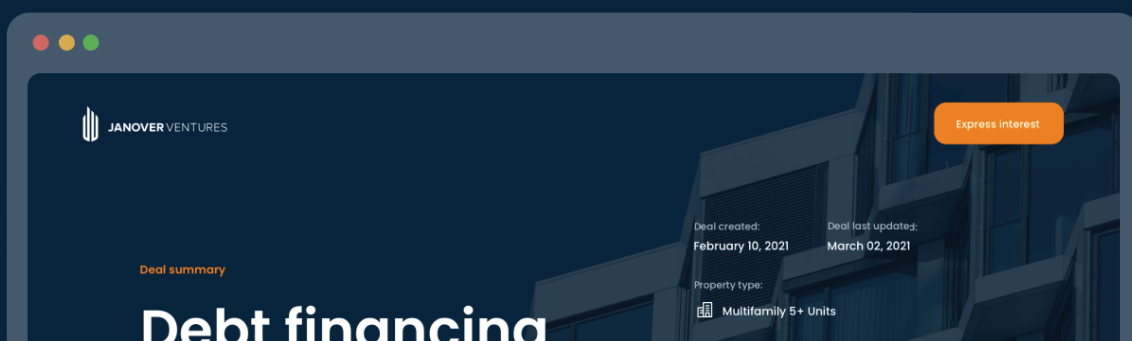 JANOVER VENTURES
Express interest
Deal created: Deal last updated:
February 10, 2021 March 02, 2021
Deal summary
Property type:
Multifamily 5+ Units
Debt financing